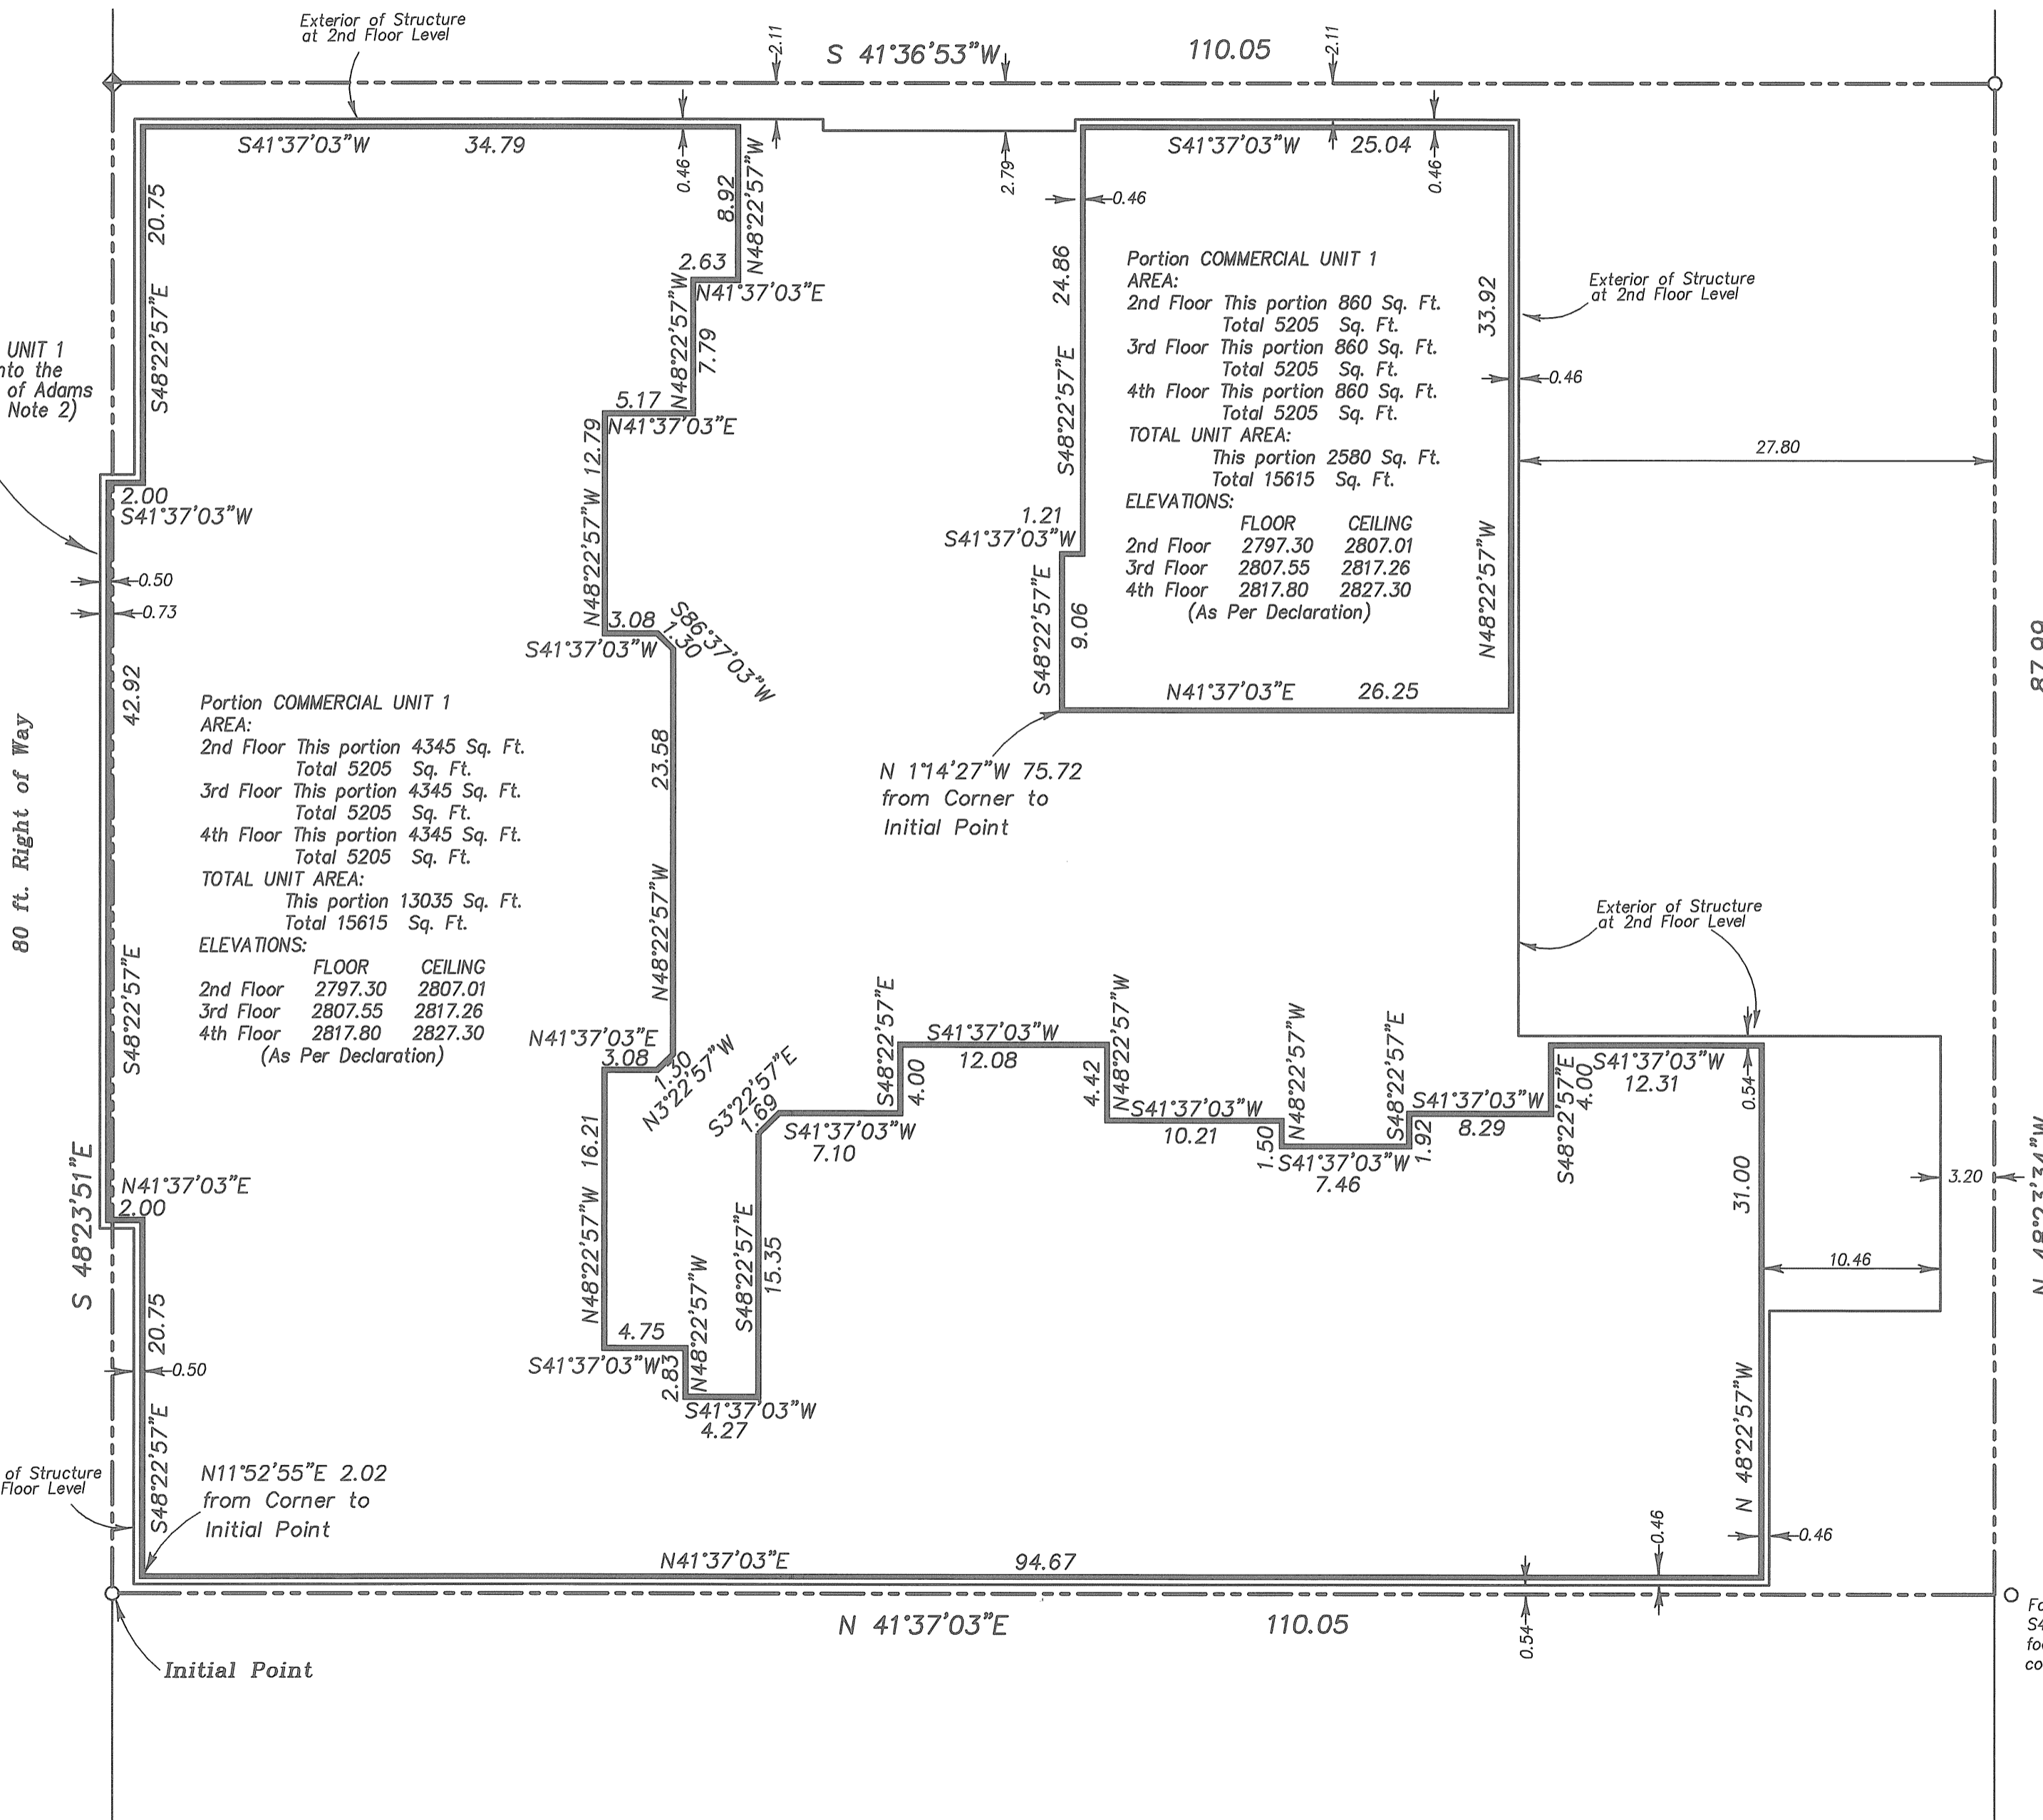 Exterior of Structure
at 2nd Floor Level
2.11
S 41°36'53"W
110.05
2.11
S41°37'03"W 34.79
0.46
N48°22'57"W
8.92
2.79
S41°37'03"W 25.04
0.46
0.46
20.75
S48°22'57"E
2.63
N41°37'03"E
N48°22'57"W
7.79
5.17
N41°37'03"E
24.86
S48°22'57"E
Portion COMMERCIAL UNIT 1
AREA:
2nd Floor This portion 860 Sq. Ft.
Total 5205 Sq. Ft.
3rd Floor This portion 860 Sq. Ft.
Total 5205 Sq. Ft.
4th Floor This portion 860 Sq. Ft.
Total 5205 Sq. Ft.
TOTAL UNIT AREA:
This portion 2580 Sq. Ft.
Total 15615 Sq. Ft.
ELEVATIONS:
FLOOR CEILING
2nd Floor 2797.30 2807.01
3rd Floor 2807.55 2817.26
4th Floor 2817.80 2827.30
(As Per Declaration)
33.92
N48°22'57"W
Exterior of Structure
at 2nd Floor Level
0.46
27.80
UNIT 1
nto the
of Adams
Note 2)
2.00
S41°37'03"W
0.50
0.73
N48°22'57"W 12.79
3.08
S41°37'03"W
S86°37'03"W
1.30
1.21
S41°37'03"W
S48°22'57"E
9.06
N41°37'03"E 26.25
87.99
42.92
S48°22'57"E
80 ft. Right of Way
Portion COMMERCIAL UNIT 1
AREA:
2nd Floor This portion 4345 Sq. Ft.
Total 5205 Sq. Ft.
3rd Floor This portion 4345 Sq. Ft.
Total 5205 Sq. Ft.
4th Floor This portion 4345 Sq. Ft.
Total 5205 Sq. Ft.
TOTAL UNIT AREA:
This portion 13035 Sq. Ft.
Total 15615 Sq. Ft.
ELEVATIONS:
FLOOR CEILING
2nd Floor 2797.30 2807.01
3rd Floor 2807.55 2817.26
4th Floor 2817.80 2827.30
(As Per Declaration)
23.58
N48°22'57"W
N 1°14'27"W 75.72
from Corner to
Initial Point
Exterior of Structure
at 2nd Floor Level
N41°37'03"E
3.08
1.30
N3°22'57"W
S3°22'57"E
1.69
S41°37'03"W
7.10
S48°22'57"E
4.00
S41°37'03"W
12.08
4.42
N48°22'57"W
S41°37'03"W
10.21
1.50
N48°22'57"W
S41°37'03"W
7.46
S48°22'57"E
1.92
S41°37'03"W
8.29
S48°22'57"E
4.00
S41°37'03"W
12.31
0.54
31.00
3.20
N 48°23'34"W
10.46
S 48°23'51"E
N41°37'03"E
2.00
N48°22'57"W 16.21
S48°22'57"E
15.35
4.75
S41°37'03"W
2.83
N48°22'57"W
S41°37'03"W
4.27
20.75
S48°22'57"E
0.50
N 48°22'57"W
of Structure
Floor Level
N11°52'55"E 2.02
from Corner to
Initial Point
0.46
0.46
N41°37'03"E 94.67
N 41°37'03"E 110.05
0.54
Initial Point